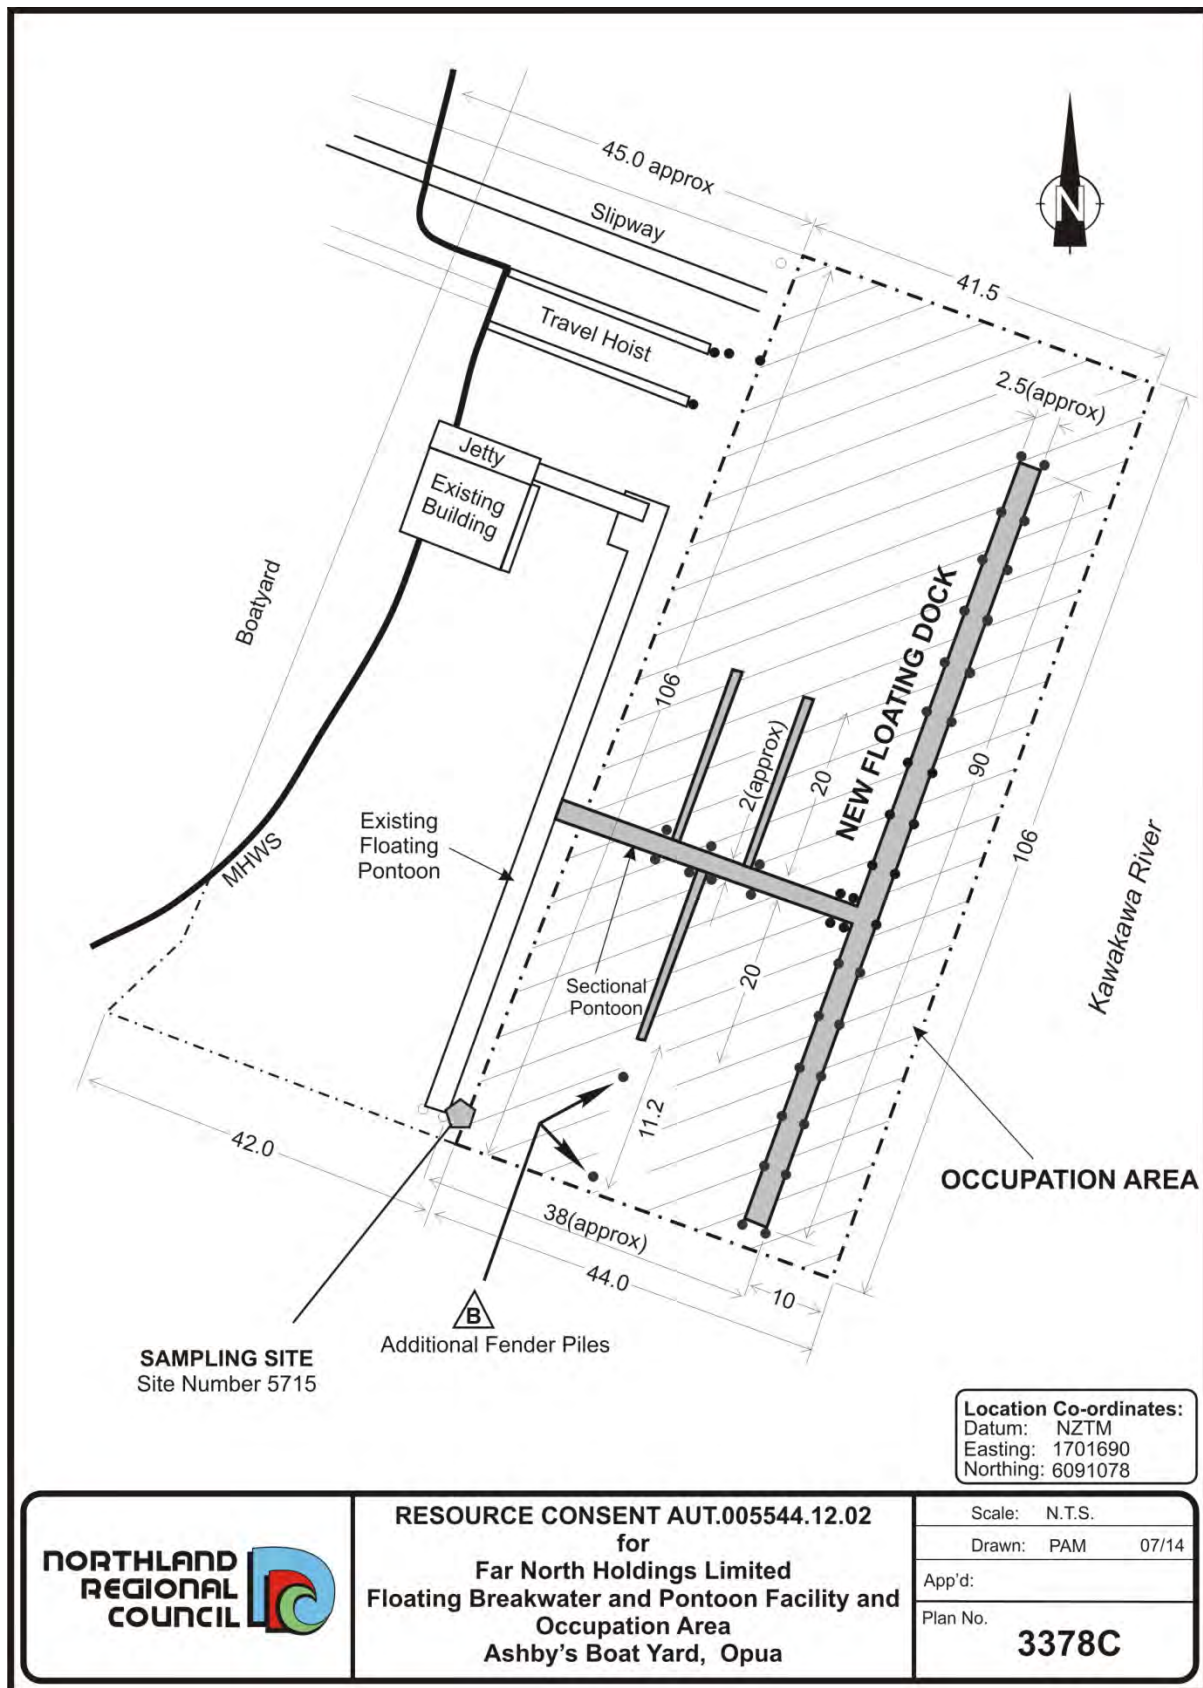 45.0 approx
Slipway
N
41.5
Travel Hoist
2.5(approx)
Jetty
Existing
Building
Boatyard
NEW FLOATING DOCK
106
2(approx)
20
90
106
Existing
Floating
Pontoon
MHWS
Kawakawa River
Sectional
Pontoon
20
11.2
42.0
OCCUPATION AREA
38(approx)
44.0
10
B
Additional Fender Piles
SAMPLING SITE
Site Number 5715
Location Co-ordinates:
Datum: NZTM
Easting: 1701690
Northing: 6091078
NORTHLAND
REGIONAL
COUNCIL
RESOURCE CONSENT AUT.005544.12.02
for
Far North Holdings Limited
Floating Breakwater and Pontoon Facility and
Occupation Area
Ashby's Boat Yard, Opua
Scale: N.T.S.
Drawn: PAM 07/14
App'd:
Plan No.
3378C